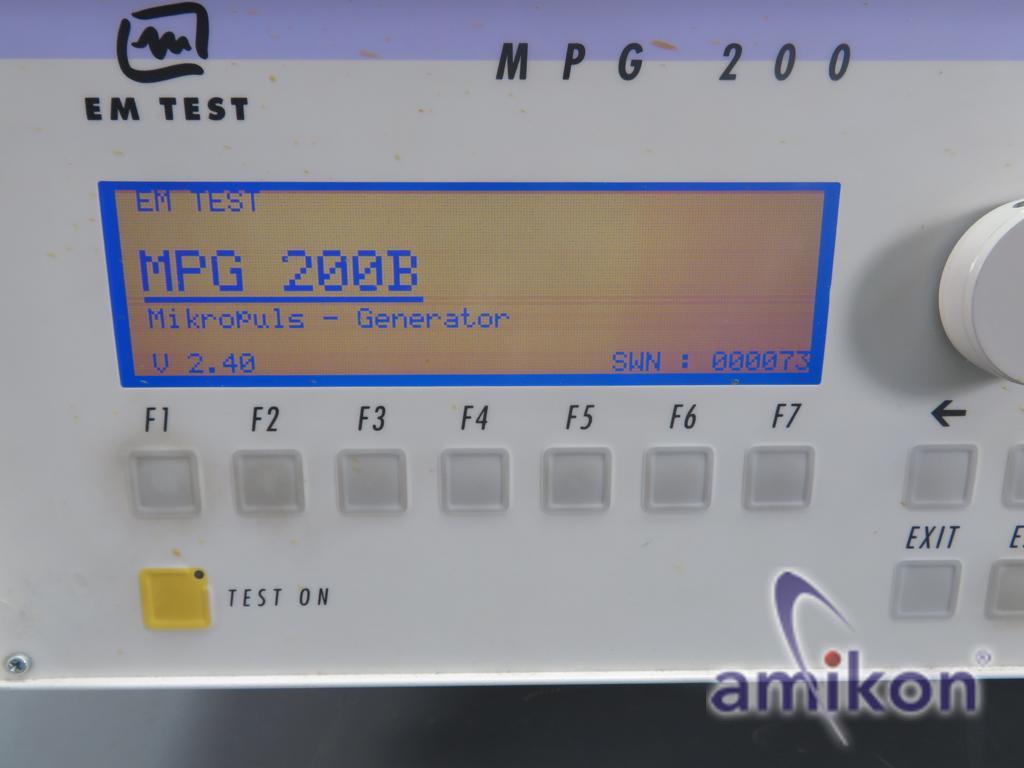 EM TEST
MPG 200
EM TEST
MPG 200B
Mikropuls - Generator
V 2.40 SWN : 000073
F1 F2 F3 F4 F5 F6 F7 ←
EXIT
TEST ON
amikon®